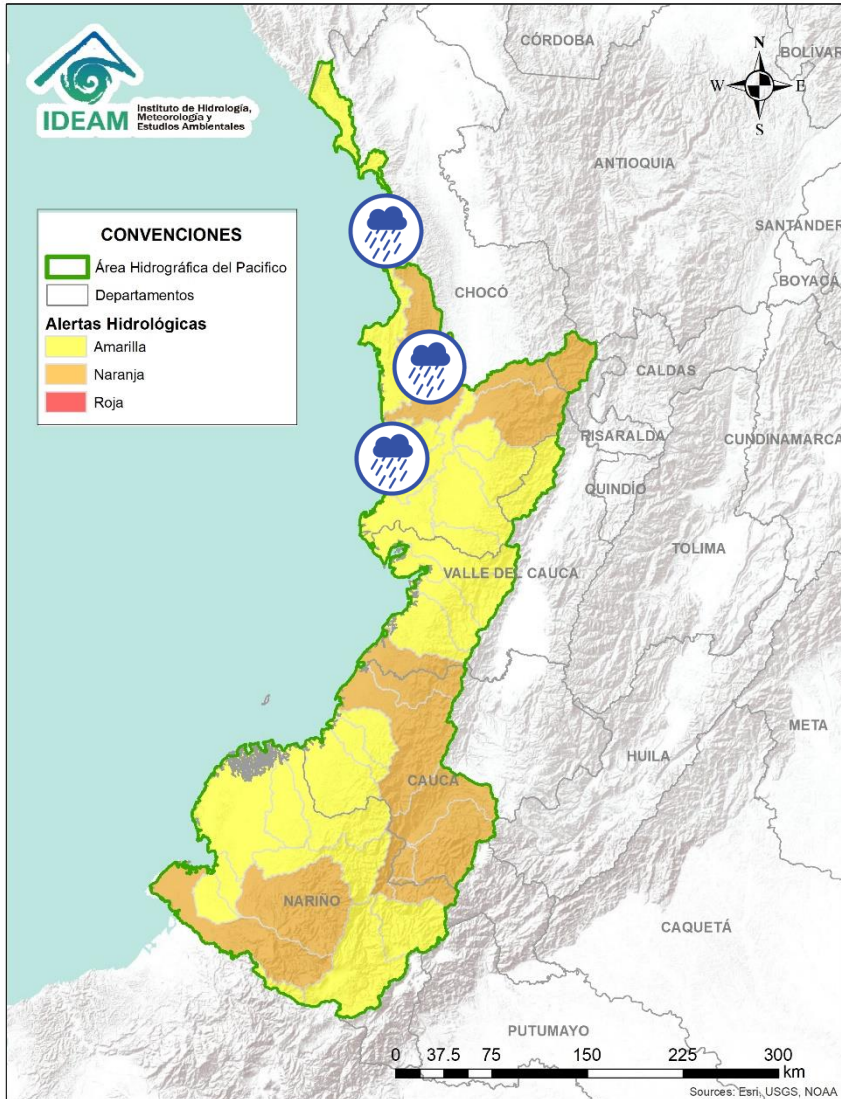 IDEAM
Instituto de Hidrología,
Meteorología y
Estudios Ambientales
N
W
E
S
CÓRDOBA
BOLÍVAR
ANTIOQUIA
SANTANDER
BOYACÁ
CHOCÓ
CALDAS
RISARALDA
CUNDINAMARCA
QUINDÍO
TOLIMA
VALLE DEL CAUCA
META
HUILA
CAUCA
NARIÑO
CAQUETÁ
PUTUMAYO
CONVENCIONES
Área Hidrográfica del Pacifico
Departamentos
Alertas Hidrológicas
Amarilla
Naranja
Roja
0 37.5 75 150 225 300
km
Sources: Esri, USGS, NOAA